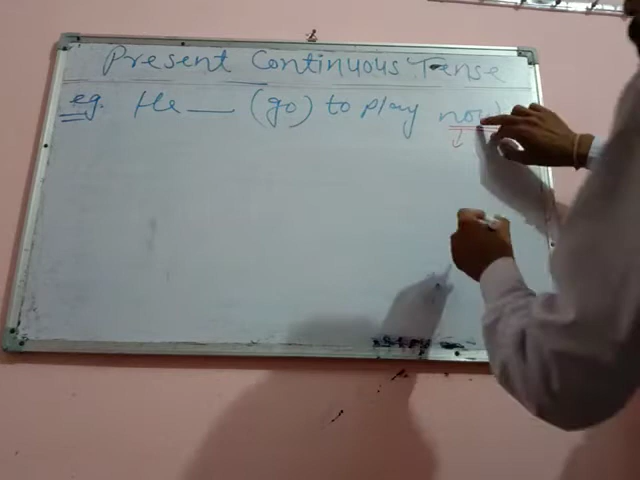 Present Continuous Tense
eg. He ___ (go) to play now